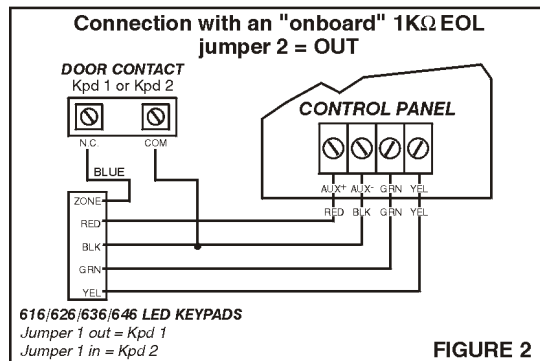 Connection with an "onboard" 1KΩ EOL
jumper 2 = OUT
DOOR CONTACT
Kpd 1 or Kpd 2
N.C. COM
BLUE
CONTROL PANEL
AUX+ AUX- GRN YEL
RED BLK GRN YEL
ZONE
RED
BLK
GRN
YEL
616/626/636/646 LED KEYPADS
Jumper 1 out = Kpd 1
Jumper 1 in = Kpd 2
FIGURE 2